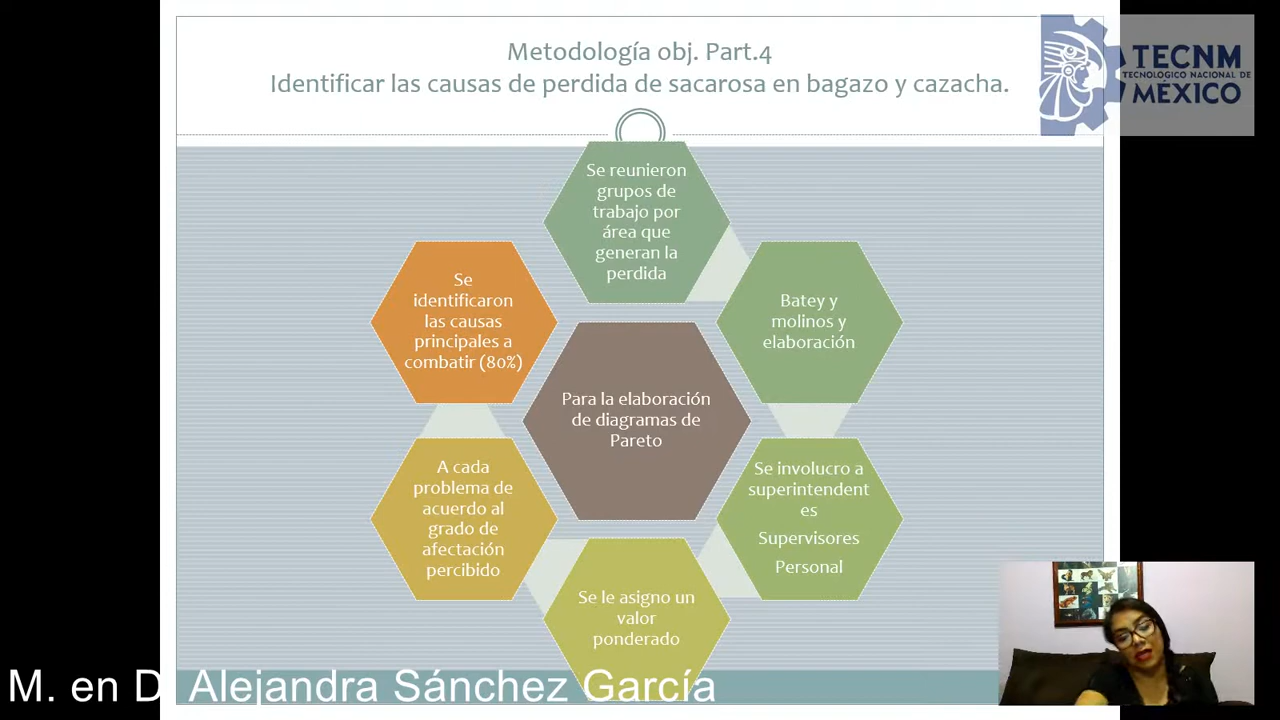 Metodología obj. Part.4
Identificar las causas de perdida de sacarosa en bagazo y cazacha.
TECNM
TECNOLÓGICO NACIONAL DE
MÉXICO
Se reunieron
grupos de
trabajo por
área que
generan la
perdida
Batey y
molinos y
elaboración
Se involucro a
superintendent
es
Supervisores
Personal
Se le asigno un
valor
ponderado
A cada
problema de
acuerdo al
grado de
afectación
percibido
Se
identificaron
las causas
principales a
combatir (80%)
Para la elaboración
de diagramas de
Pareto
M. en D. Alejandra Sánchez García